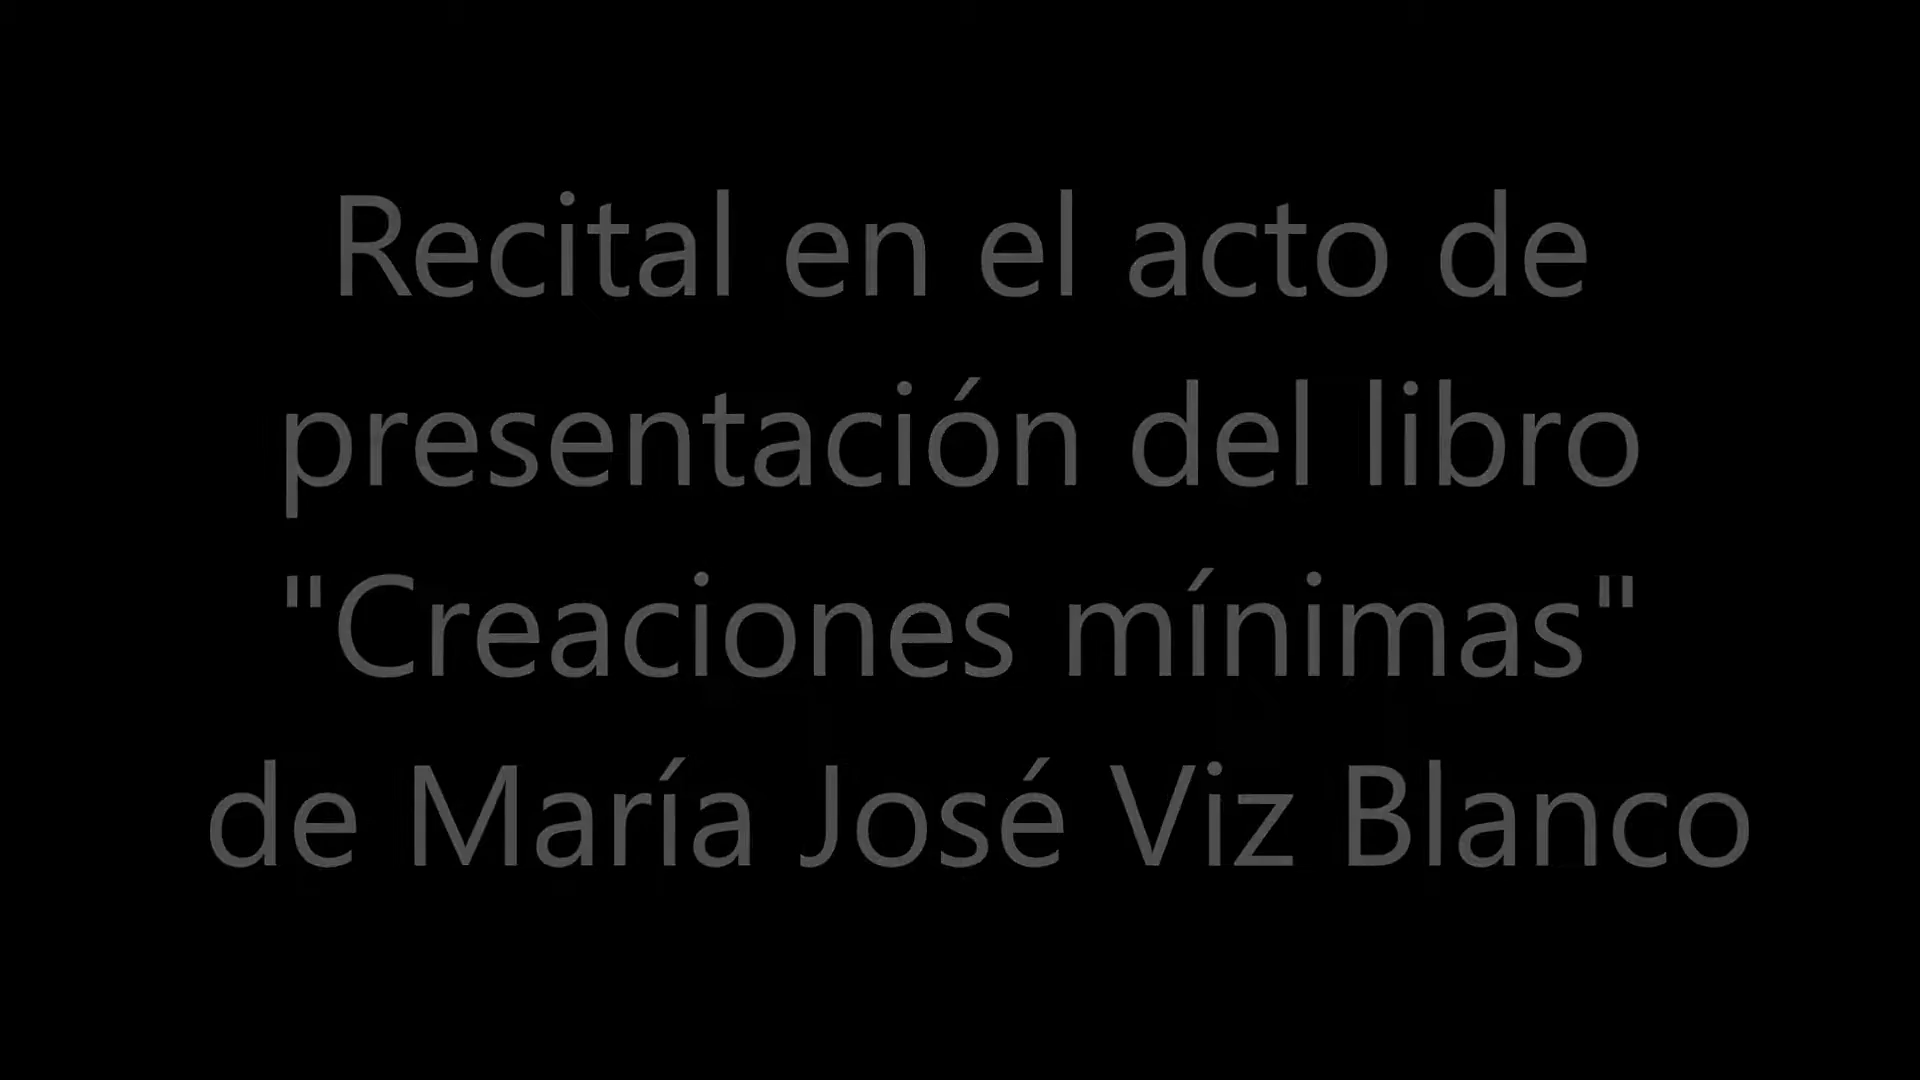 Recital en el acto de
presentación del libro
"Creaciones mínimas"
de María José Viz Blanco